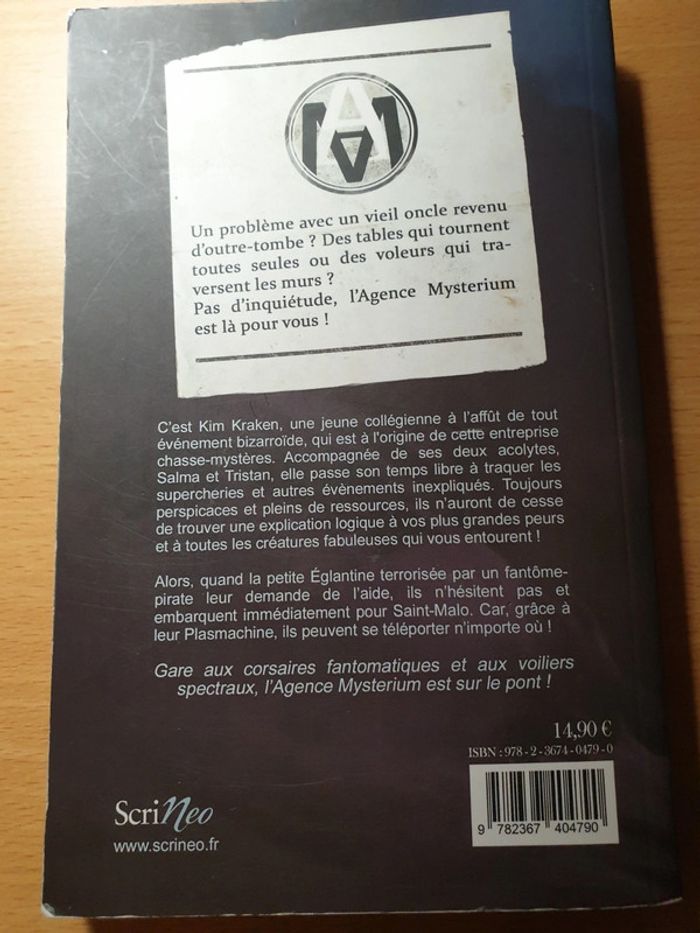 AMA
Un problème avec un vieil oncle revenu
d'outre-tombe ? Des tables qui tournent
toutes seules ou des voleurs qui tra-
versent les murs ?
Pas d'inquiétude, l'Agence Mysterium
est là pour vous !
C'est Kim Kraken, une jeune collégienne à l'affût de tout
événement bizarroïde, qui est à l'origine de cette entreprise
chasse-mystères. Accompagnée de ses deux acolytes,
Salma et Tristan, elle passe son temps libre à traquer les
supercheries et autres évènements inexpliqués. Toujours
perspicaces et pleins de ressources, ils n'auront de cesse
de trouver une explication logique à vos plus grandes peurs
et à toutes les créatures fabuleuses qui vous entourent !
Alors, quand la petite Églantine terrorisée par un fantôme-
pirate leur demande de l'aide, ils n'hésitent pas et
embarquent immédiatement pour Saint-Malo. Car, grâce à
leur Plasmachine, ils peuvent se téléporter n'importe où !
Gare aux corsaires fantomatiques et aux voiliers
spectraux, l'Agence Mysterium est sur le pont !
14,90 €
ISBN : 978-2-3674-0479-0
9 782367 404790
ScriNeo
www.scrineo.fr